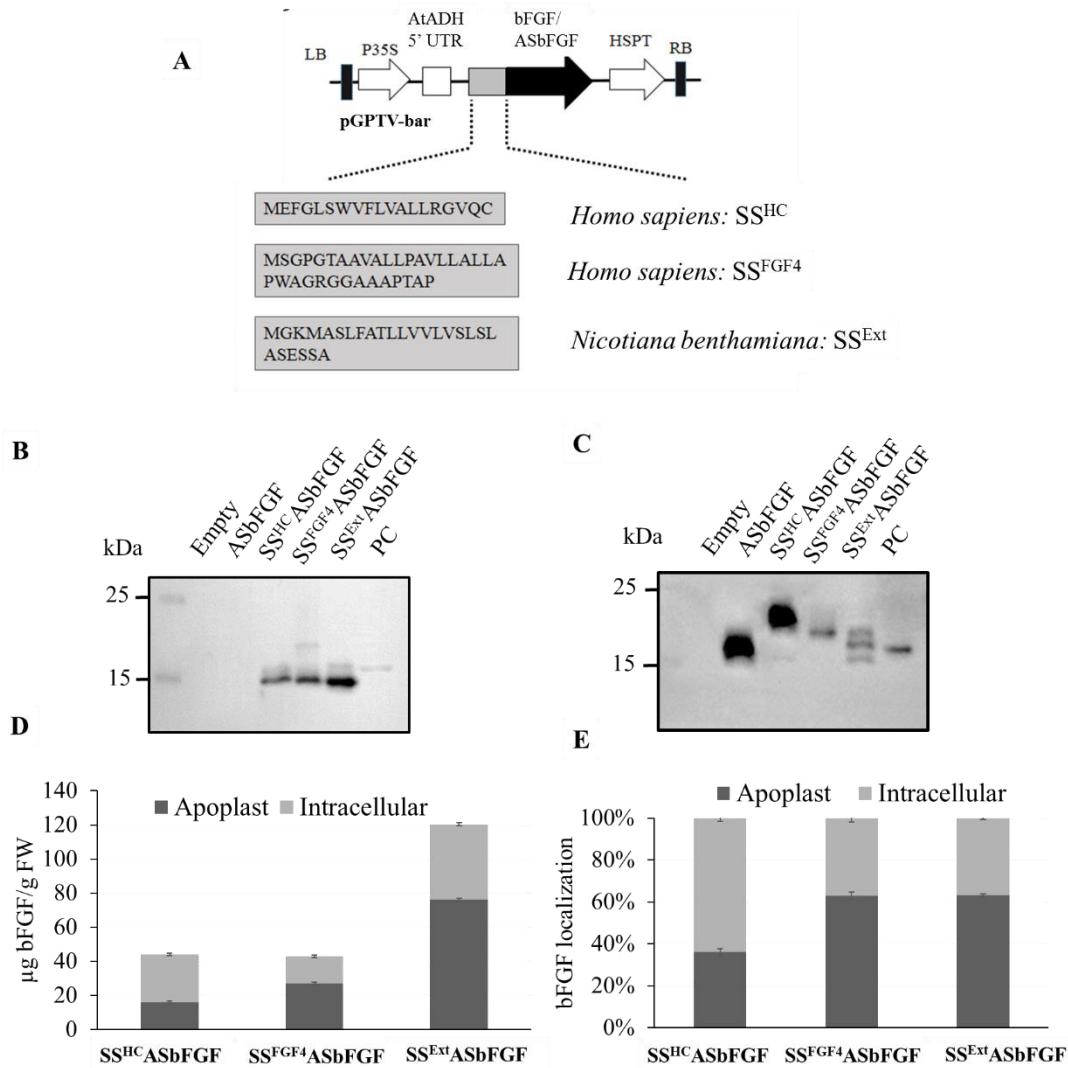 A
LB
P35S
AtADH
5' UTR
bFGF/
ASbFGF
HSPT
RB
pGPTV-bar
MEFGLSWVFLVALLRGVQC
Homo sapiens: SS^HC
MSGPGTAAVALLPAVLLALLA
PWAGRGGAAAPTAP
Homo sapiens: SS^FGF4
MGKMASLFATLLVVLVSLSL
ASESSA
Nicotiana benthamiana: SS^Ext
B
kDa
Empty
ASbFGF
SS^HC ASbFGF
SS^FGF4 ASbFGF
SS^Ext ASbFGF
PC
25
15
C
kDa
Empty
ASbFGF
SS^HC ASbFGF
SS^FGF4 ASbFGF
SS^Ext ASbFGF
PC
25
15
D
µg bFGF/g FW
Apoplast
Intracellular
140
120
100
80
60
40
20
0
SS^HC ASbFGF
SS^FGF4 ASbFGF
SS^Ext ASbFGF
E
bFGF localization
Apoplast
Intracellular
100%
80%
60%
40%
20%
0%
SS^HC ASbFGF
SS^FGF4 ASbFGF
SS^Ext ASbFGF